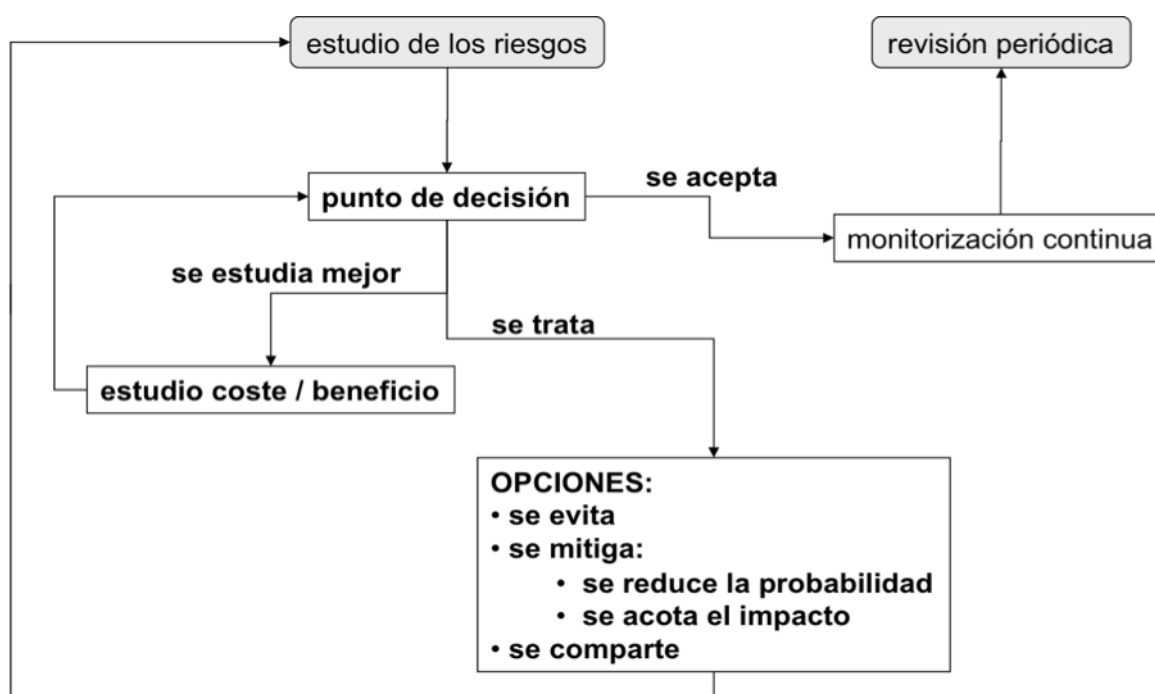 estudio de los riesgos
revisión periódica
punto de decisión
se acepta
monitorización continua
se estudia mejor
se trata
estudio coste / beneficio
OPCIONES:
• se evita
• se mitiga:
• se reduce la probabilidad
• se acota el impacto
• se comparte